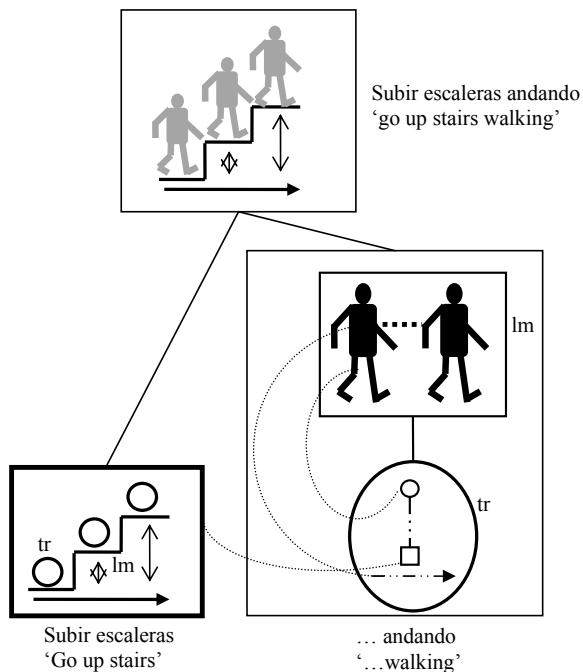 Subir escaleras andando
‘go up stairs walking’
lm
tr
tr
lm
Subir escaleras
‘Go up stairs’
… andando
‘…walking’